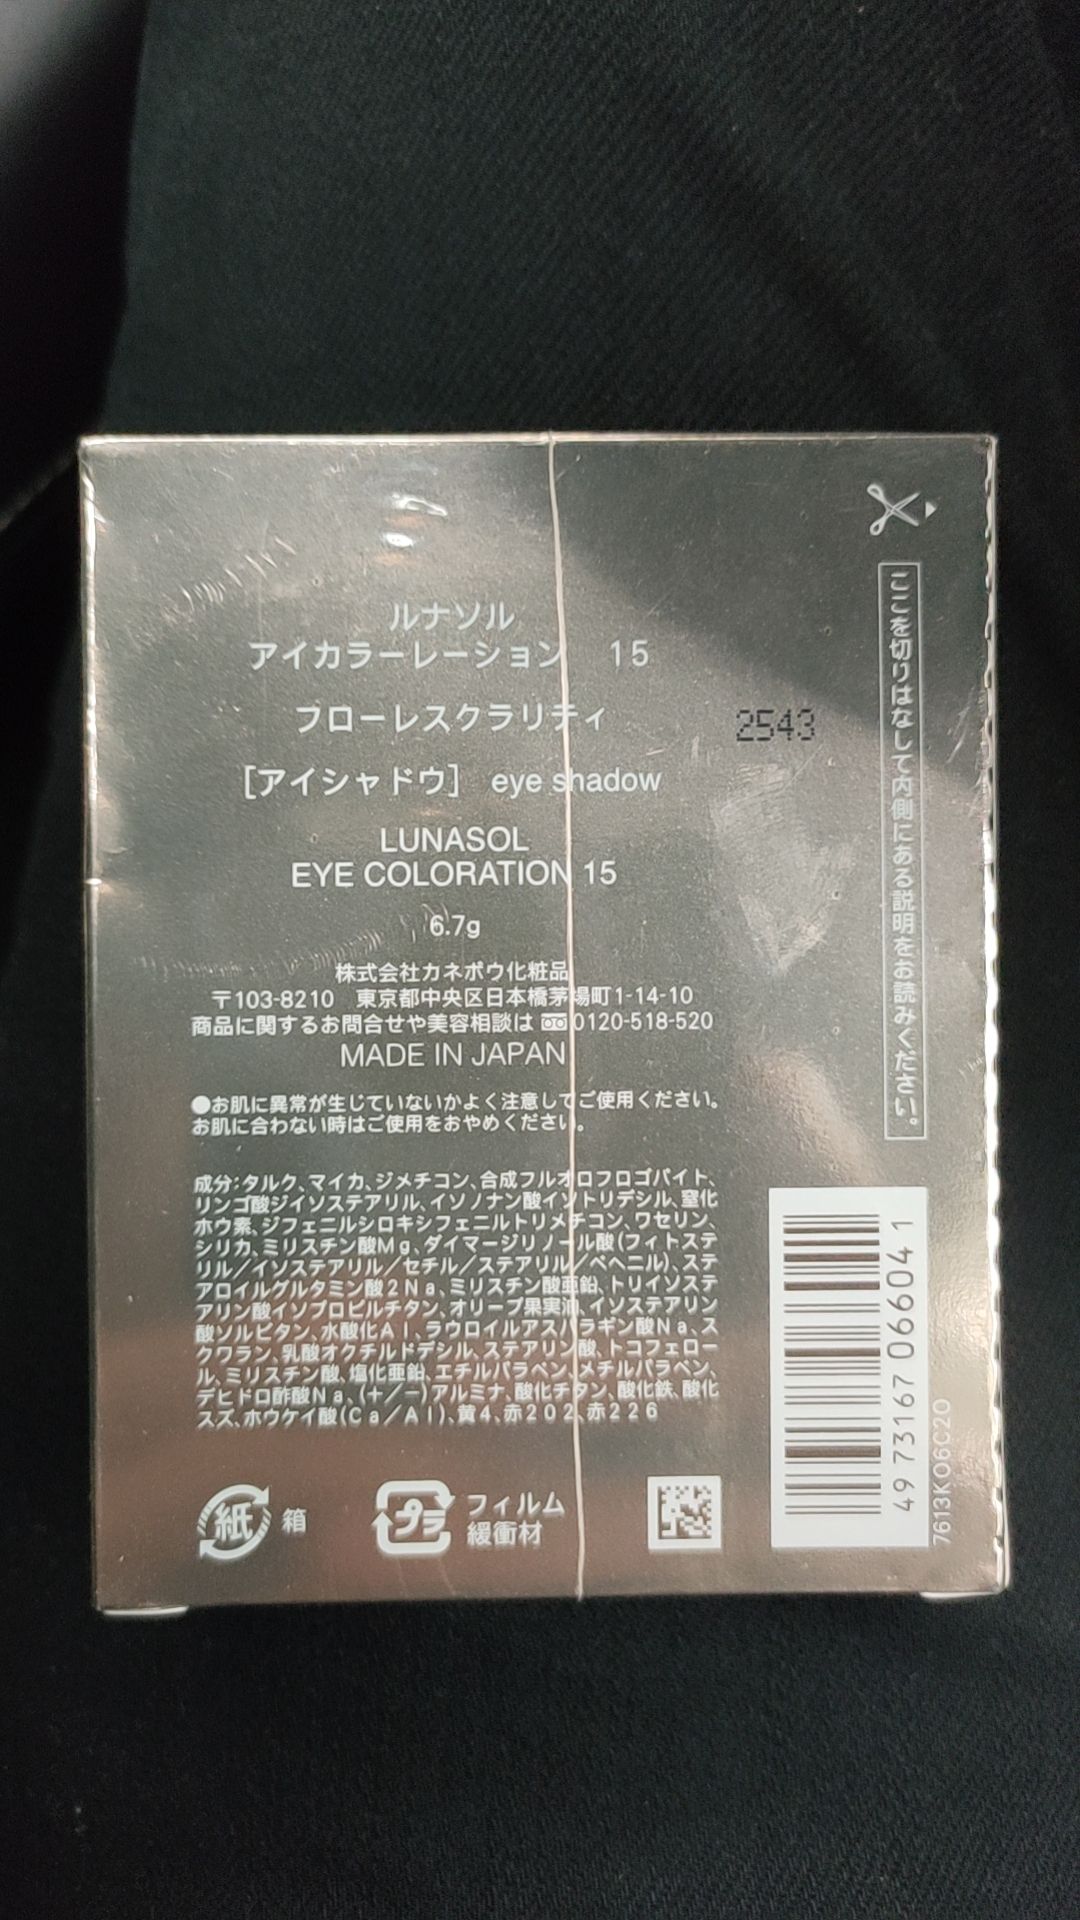 ルナソル
アイカラーレーション 15
フローレスクラリティ
2543
[アイシャドウ] eye shadow
LUNASOL
EYE COLORATION 15
6.7g
株式会社カネボウ化粧品
〒103-8210 東京都中央区日本橋茅場町1-14-10
商品に関するお問合せや美容相談は 0120-518-520
MADE IN JAPAN
●お肌に異常が生じていないかよく注意してご使用ください。
お肌に合わない時はご使用をおやめください。
成分:タルク、マイカ、ジメチコン、合成フルオロフロゴパイト、
リンゴ酸ジイソステアリル、イソノナン酸イソトリデシル、窒化
ホウ素、ジフェニルシロキシフェニルトリメチコン、ワセリン、
シリカ、ミリスチン酸Mg、ダイマージリノール酸(フィトステ
リル/イソステアリル/セチル/ステアリル/ベヘニル)、ステ
アロイルグルタミン酸2Na、ミリスチン酸亜鉛、トリイソステ
アリン酸イソプロピルチタン、オリーブ果実油、イソステアリン
酸ソルビタン、水酸化Al、ラウロイルアスパラギン酸Na、ス
クワラン、乳酸オクチルドデシル、ステアリン酸、トコフェロー
ル、ミリスチン酸、塩化亜鉛、エチルパラベン、メチルパラベン、
デヒドロ酢酸Na、(+/-)アルミナ、酸化チタン、酸化鉄、酸化
スズ、ホウケイ酸(Ca/Al)、黄4、赤202、赤226
紙 箱
プラ フィルム
緩衝材
ここを切りはなして内側にある説明をお読みください。
4973167066041
7613K06C20